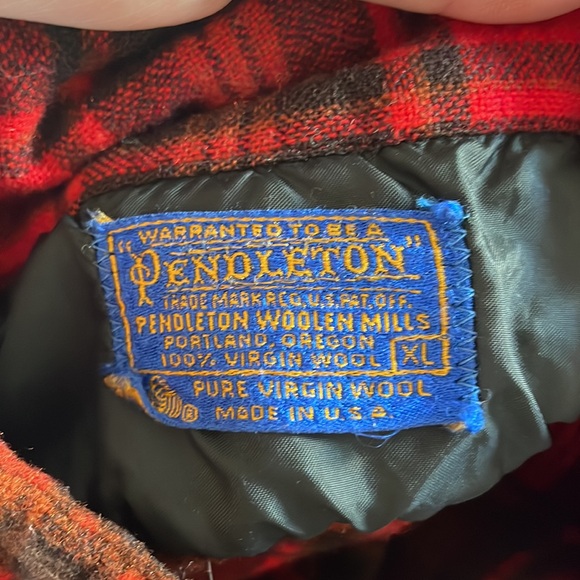 WARRANTED TO BE A
"PENDLETON"
TRADE MARK REG. U.S. PAT. OFF.
PENDLETON WOOLEN MILLS
PORTLAND, OREGON
100% VIRGIN WOOL XL
PURE VIRGIN WOOL
® MADE IN U.S.A.